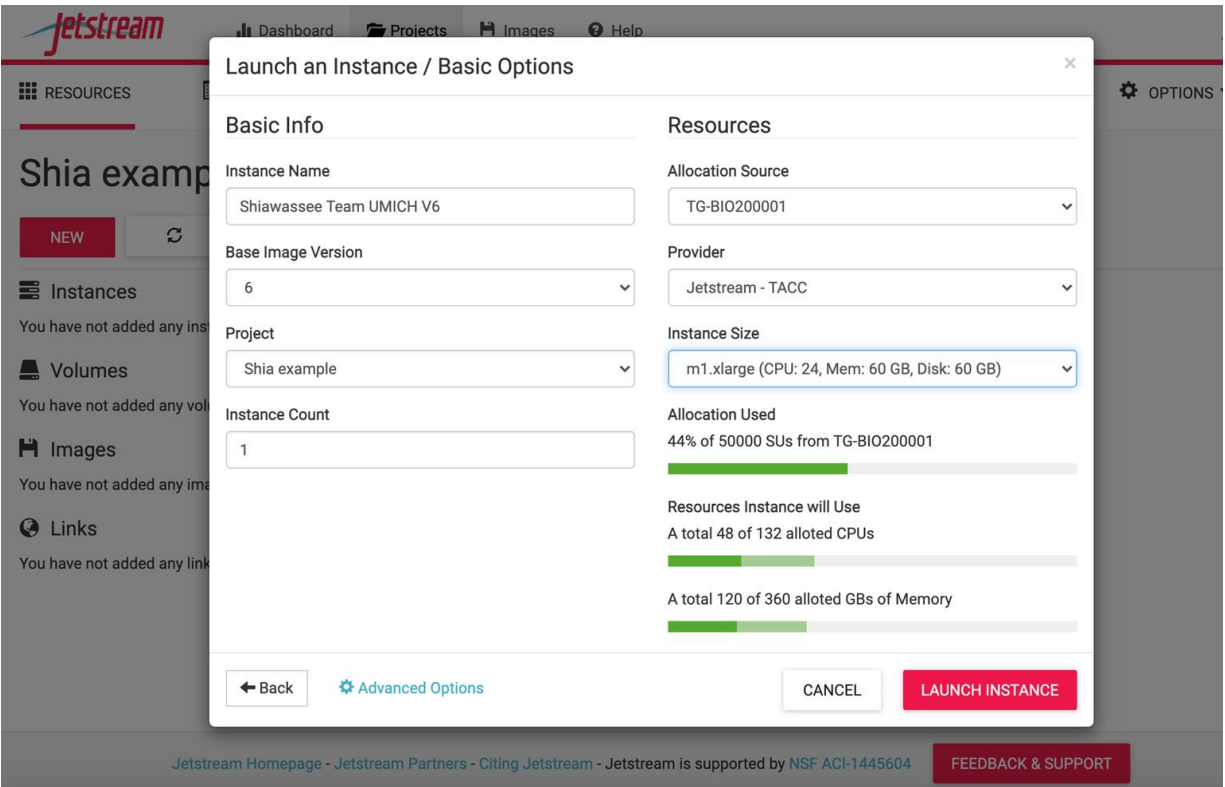 Jetstream
Dashboard Projects Images Help
RESOURCES
OPTIONS
Launch an Instance / Basic Options
×
Shia examp
NEW
Instances
You have not added any ins
Volumes
You have not added any vol
Images
You have not added any ima
Links
You have not added any link
Basic Info
Instance Name
Shiawassee Team UMICH V6
Base Image Version
6
Project
Shia example
Instance Count
1
Resources
Allocation Source
TG-BIO200001
Provider
Jetstream - TACC
Instance Size
m1.xlarge (CPU: 24, Mem: 60 GB, Disk: 60 GB)
Allocation Used
44% of 50000 SUs from TG-BIO200001
Resources Instance will Use
A total 48 of 132 alloted CPUs
A total 120 of 360 alloted GBs of Memory
Back
Advanced Options
CANCEL
LAUNCH INSTANCE
Jetstream Homepage - Jetstream Partners - Citing Jetstream - Jetstream is supported by NSF ACI-1445604
FEEDBACK & SUPPORT